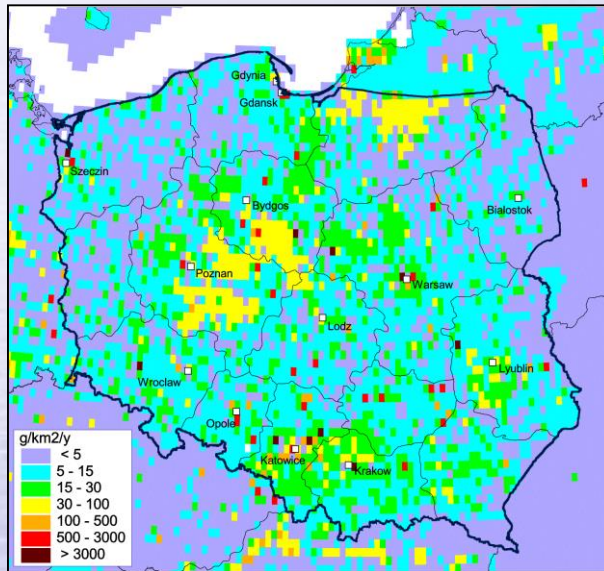 Gdynia
Gdansk
Szeczin
Bydgos
Bialostok
Poznan
Warsaw
Lodz
Wroclaw
Lyublin
Opole
Katowice
Krakow
g/km2/y
< 5
5 - 15
15 - 30
30 - 100
100 - 500
500 - 3000
> 3000